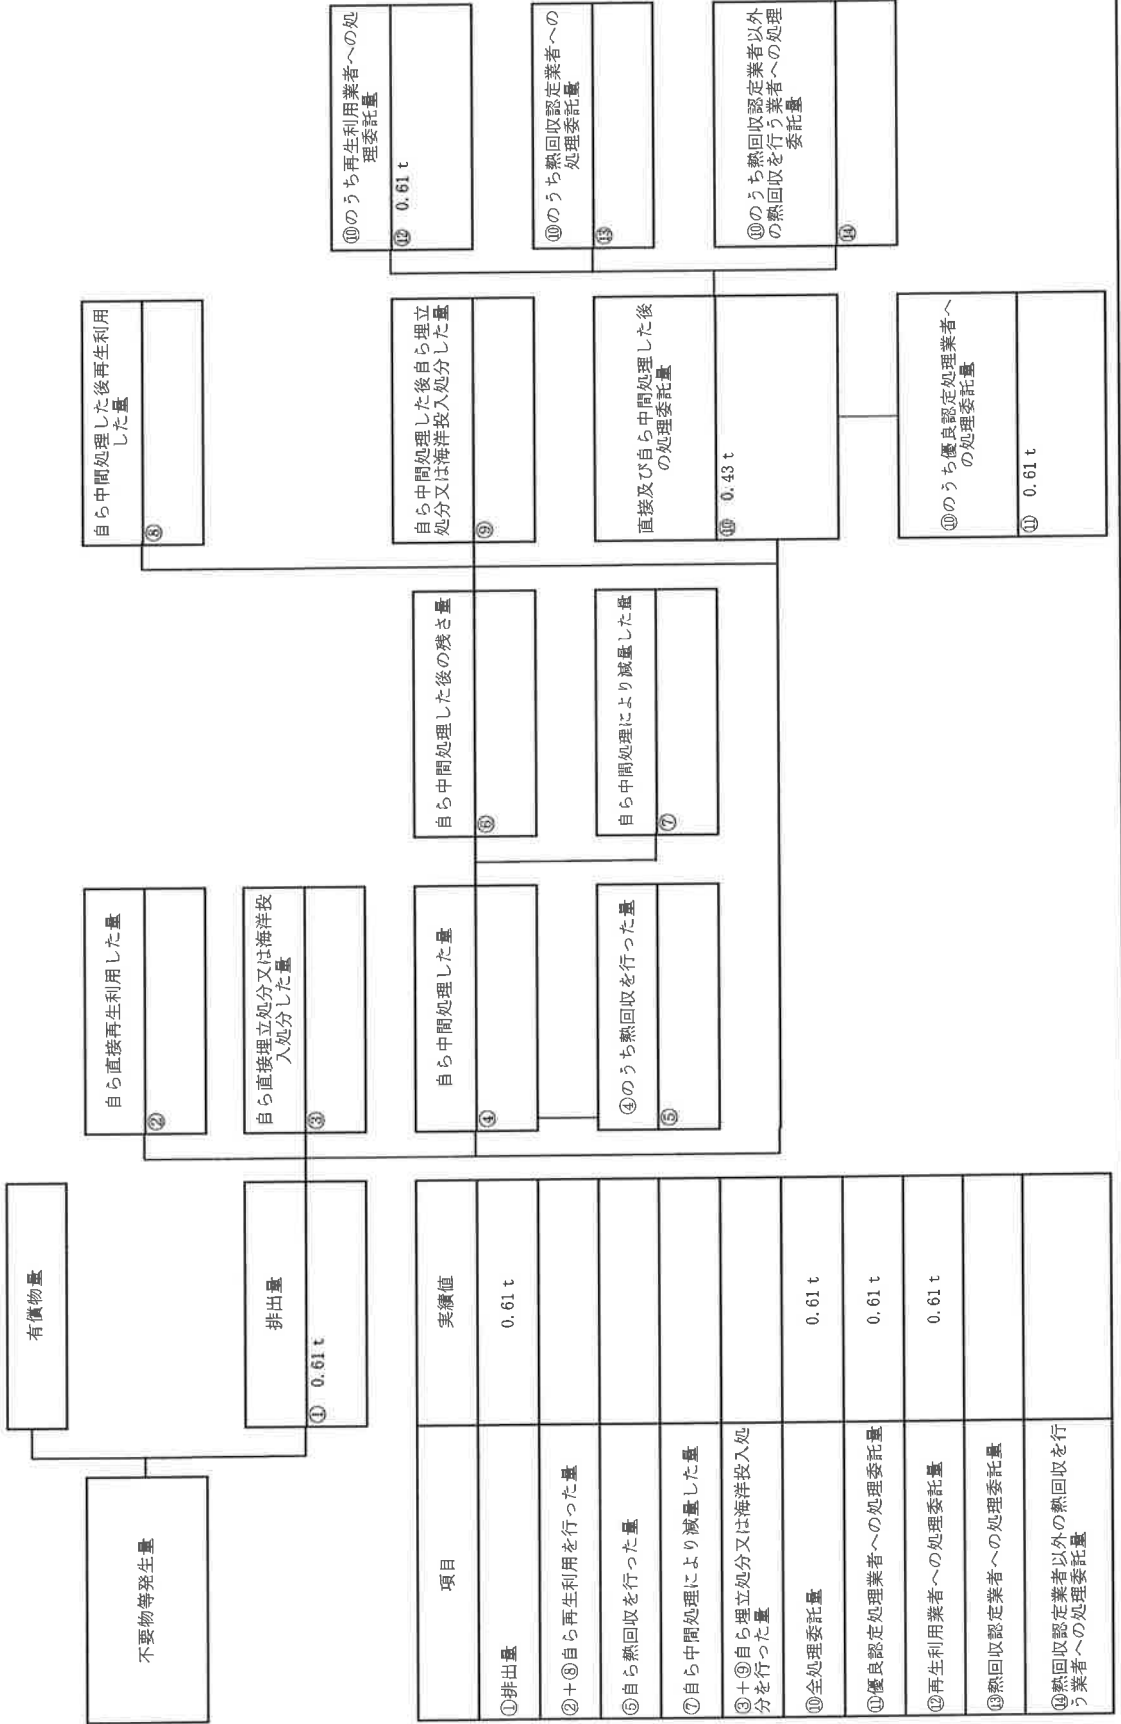 不要物等発生量
有償物量
排出量
① 0.61 t
自ら直接再生利用した量
②
自ら直接埋立処分又は海洋投
入処分した量
③
自ら中間処理した量
④
④のうち熱回収を行った量
⑤
自ら中間処理した後の残さ量
⑥
自ら中間処理により減量した量
⑦
自ら中間処理した後再生利用
した量
⑧
自ら中間処理した後自ら埋立
処分又は海洋投入処分した量
⑨
直接及び自ら中間処理した後
の処理委託量
⑩ 0.43 t
⑩のうち優良認定処理業者へ
の処理委託量
⑪ 0.61 t
⑩のうち再生利用業者への処
理委託量
⑫ 0.61 t
⑩のうち熱回収認定業者への
処理委託量
⑬
⑩のうち熱回収認定業者以外
の熱回収を行う業者への処理
委託量
⑭
項目 実績値
①排出量 0.61 t
②＋⑧自ら再生利用を行った量
⑤自ら熱回収を行った量
⑦自ら中間処理により減量した量
③＋⑨自ら埋立処分又は海洋投入処
分を行った量
⑩全処理委託量 0.61 t
⑪優良認定処理業者への処理委託量 0.61 t
⑫再生利用業者への処理委託量 0.61 t
⑬熱回収認定業者への処理委託量
⑭熱回収認定業者以外の熱回収を行
う業者への処理委託量